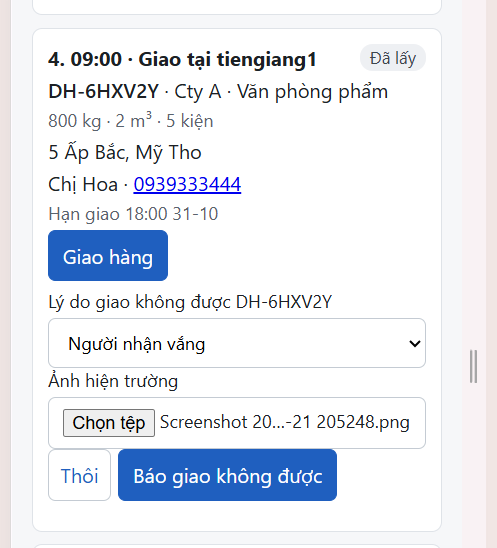 4. 09:00 · Giao tại tiengiang1
Đã lấy
DH-6HXV2Y · Cty A · Văn phòng phẩm
800 kg · 2 m³ · 5 kiện
5 Ấp Bắc, Mỹ Tho
Chị Hoa · 0939333444
Hạn giao 18:00 31-10
Giao hàng
Lý do giao không được DH-6HXV2Y
Người nhận vắng
Ảnh hiện trường
Chọn tệp Screenshot 20...-21 205248.png
Thôi
Báo giao không được